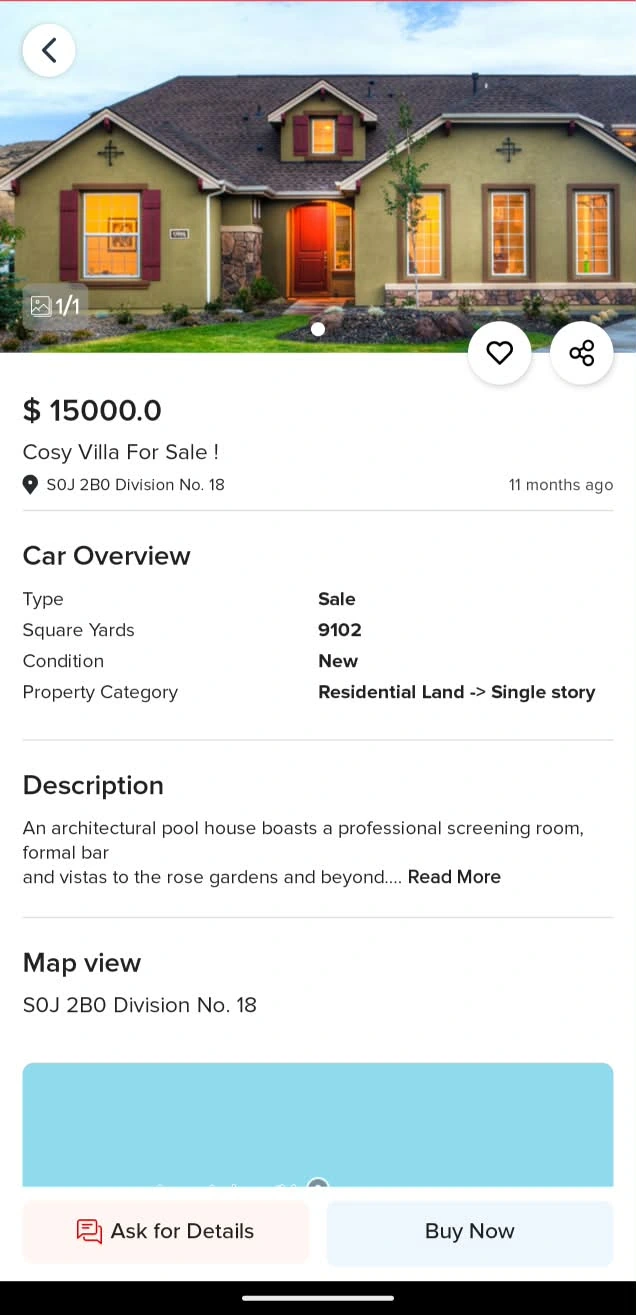 1/1
$ 15000.0
Cosy Villa For Sale !
S0J 2B0 Division No. 18 11 months ago
Car Overview
Type Sale
Square Yards 9102
Condition New
Property Category Residential Land -> Single story
Description
An architectural pool house boasts a professional screening room,
formal bar
and vistas to the rose gardens and beyond.... Read More
Map view
S0J 2B0 Division No. 18
Ask for Details Buy Now